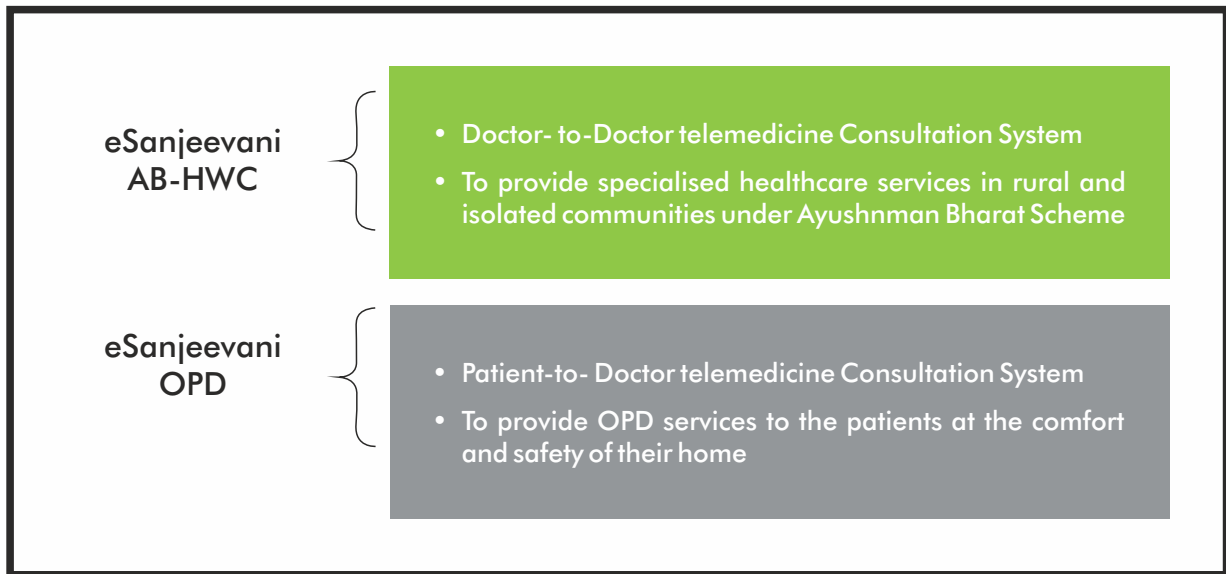 eSanjeevani
AB-HWC
• Doctor- to-Doctor telemedicine Consultation System
• To provide specialised healthcare services in rural and
isolated communities under Ayushnman Bharat Scheme
eSanjeevani
OPD
• Patient-to- Doctor telemedicine Consultation System
• To provide OPD services to the patients at the comfort
and safety of their home